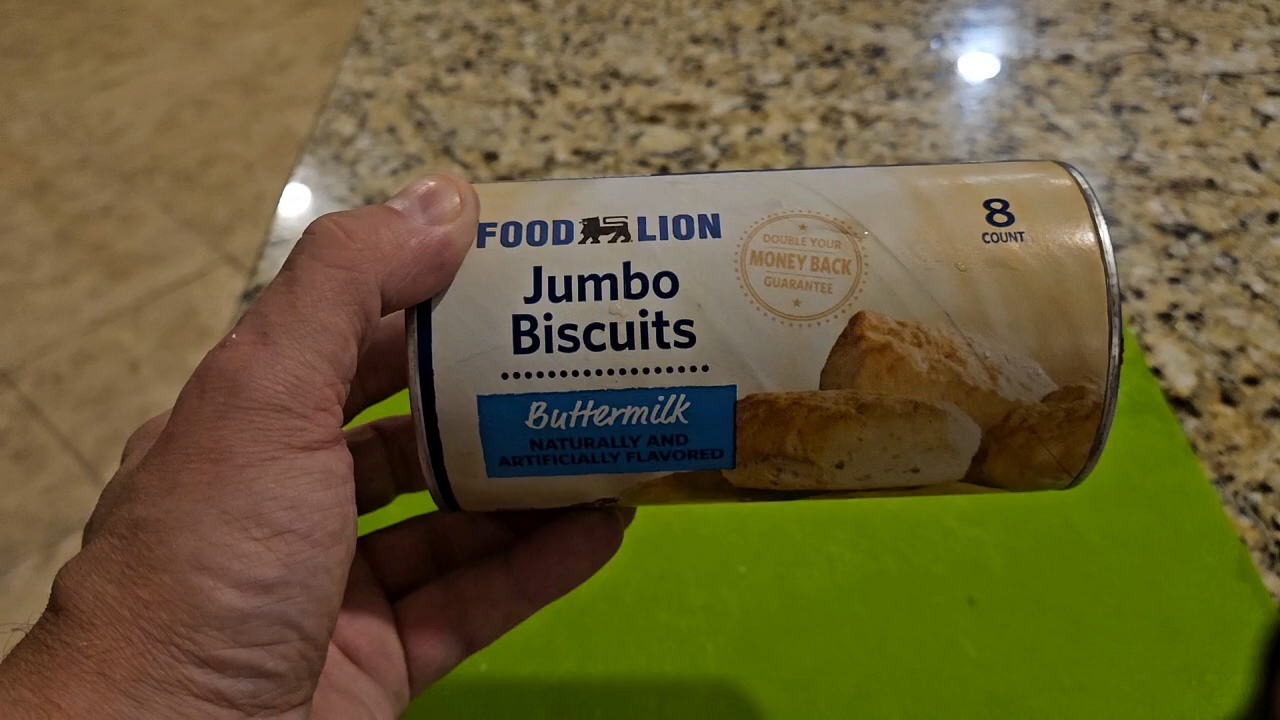 FOOD LION
Jumbo
Biscuits
Buttermilk
NATURALLY AND
ARTIFICIALLY FLAVORED
DOUBLE YOUR
MONEY BACK
GUARANTEE
8
COUNT